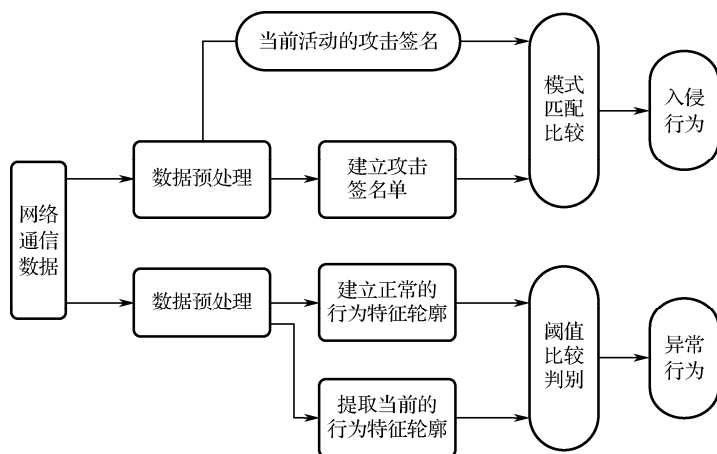 当前活动的攻击签名
模式
匹配
比较
入侵
行为
数据预处理
建立攻击
签名单
网络
通信
数据
数据预处理
建立正常的
行为特征轮廓
阈值
比较
判别
异常
行为
提取当前的
行为特征轮廓